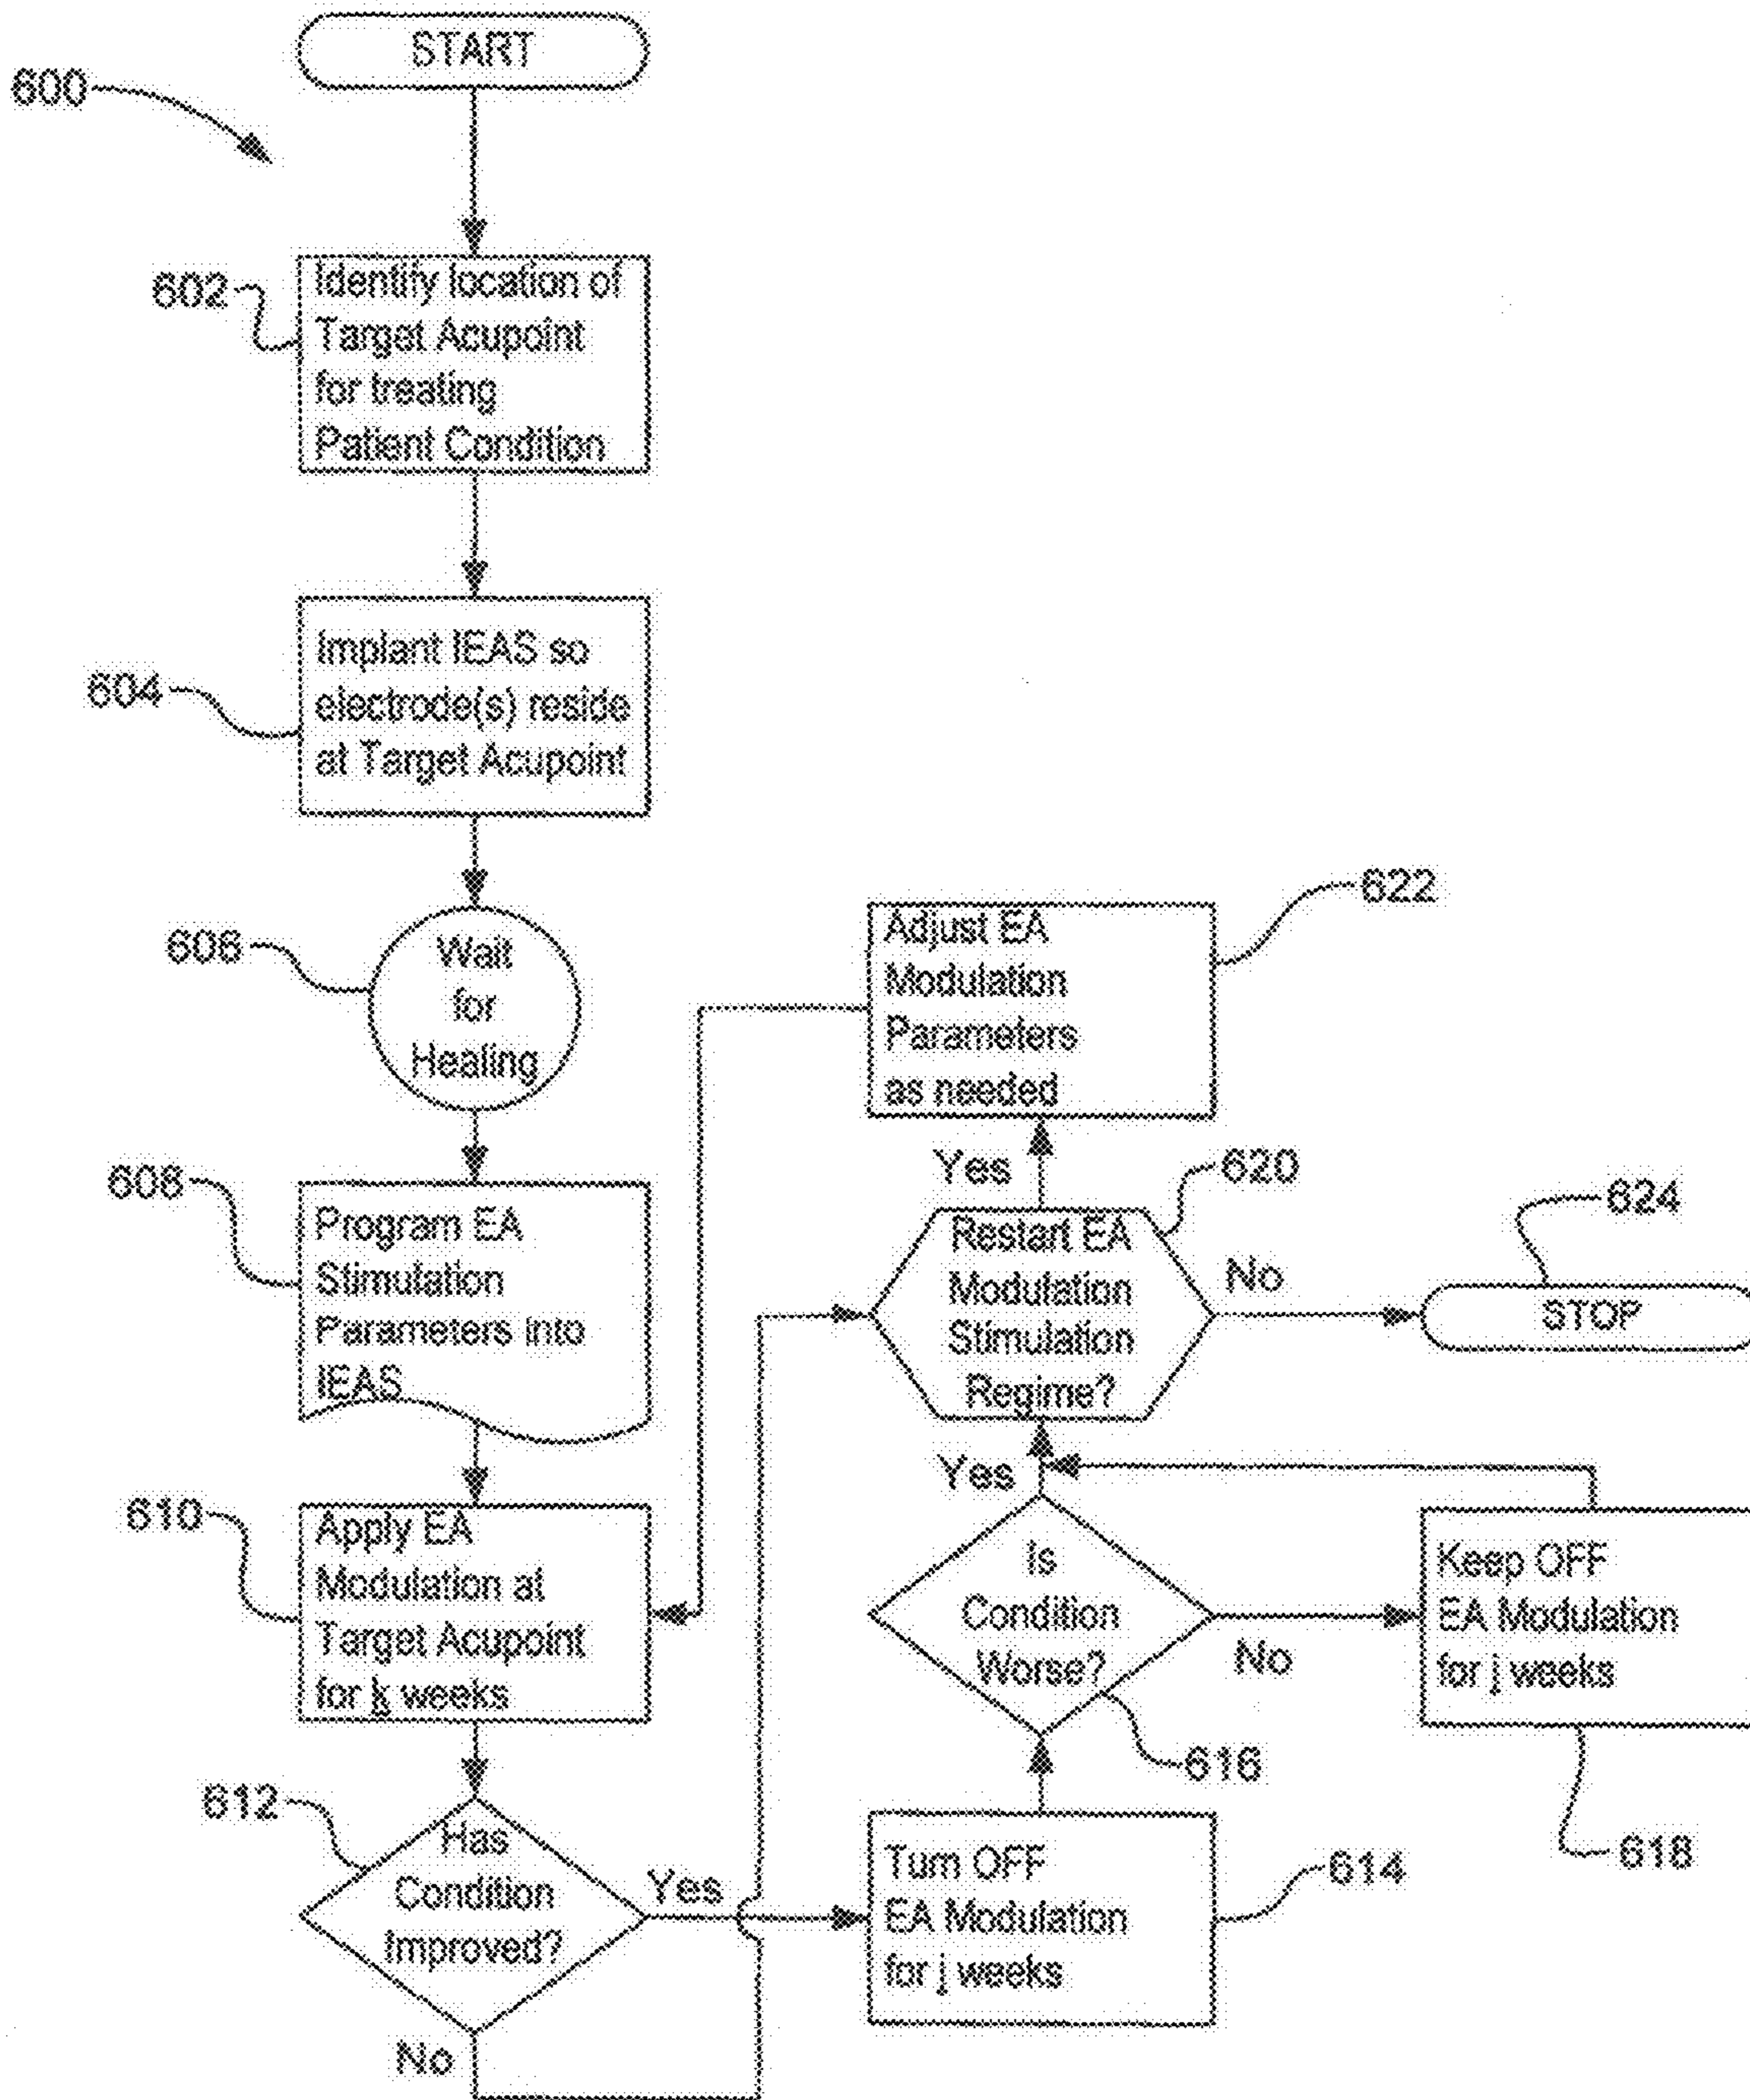 START
600
602
Identify location of
Target Acupoint
for treating
Patient Condition
604
Implant IEAS so
electrode(s) reside
at Target Acupoint
606
Wait
for
Healing
608
Program EA
Stimulation
Parameters into
IEAS
610
Apply EA
Modulation at
Target Acupoint
for k weeks
612
Has
Condition
Improved?
Yes
No
Turn OFF
EA Modulation
for j weeks
614
Is
Condition
Worse?
616
Yes
No
Keep OFF
EA Modulation
for j weeks
618
Restart EA
Modulation
Stimulation
Regime?
620
Yes
No
Adjust EA
Modulation
Parameters
as needed
622
624
STOP